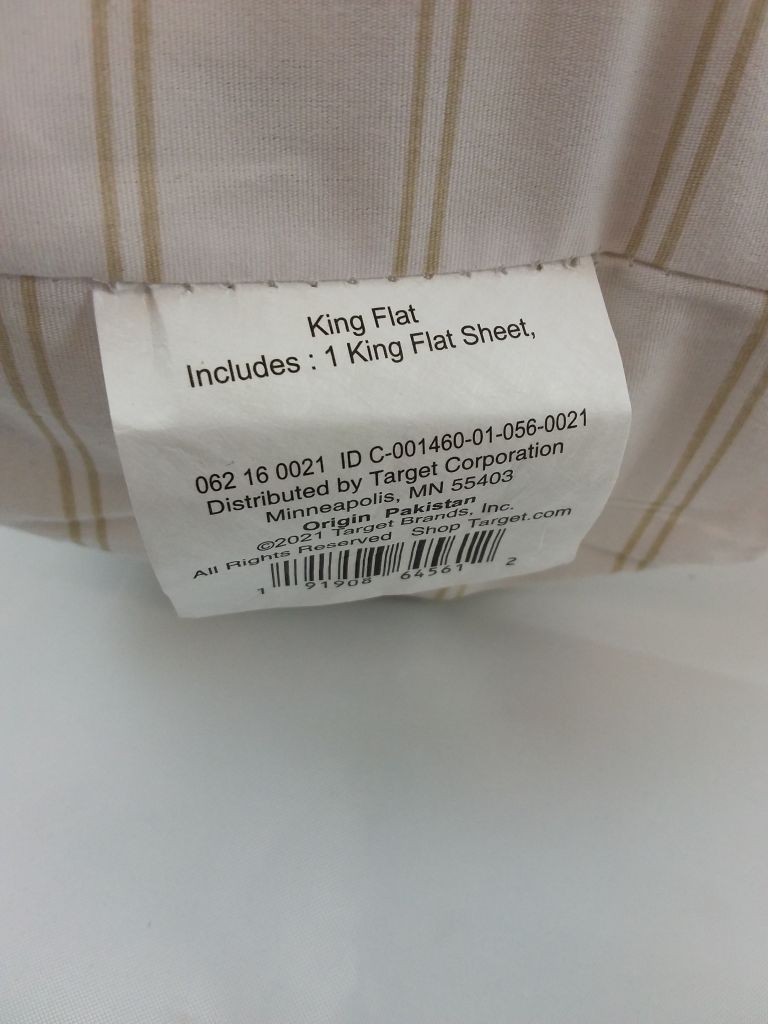 King Flat
Includes : 1 King Flat Sheet,
062 16 0021 ID C-001460-01-056-0021
Distributed by Target Corporation
Minneapolis, MN 55403
Origin Pakistan
©2021 Target Brands, Inc.
All Rights Reserved Shop Target.com
1 91908 64561 2